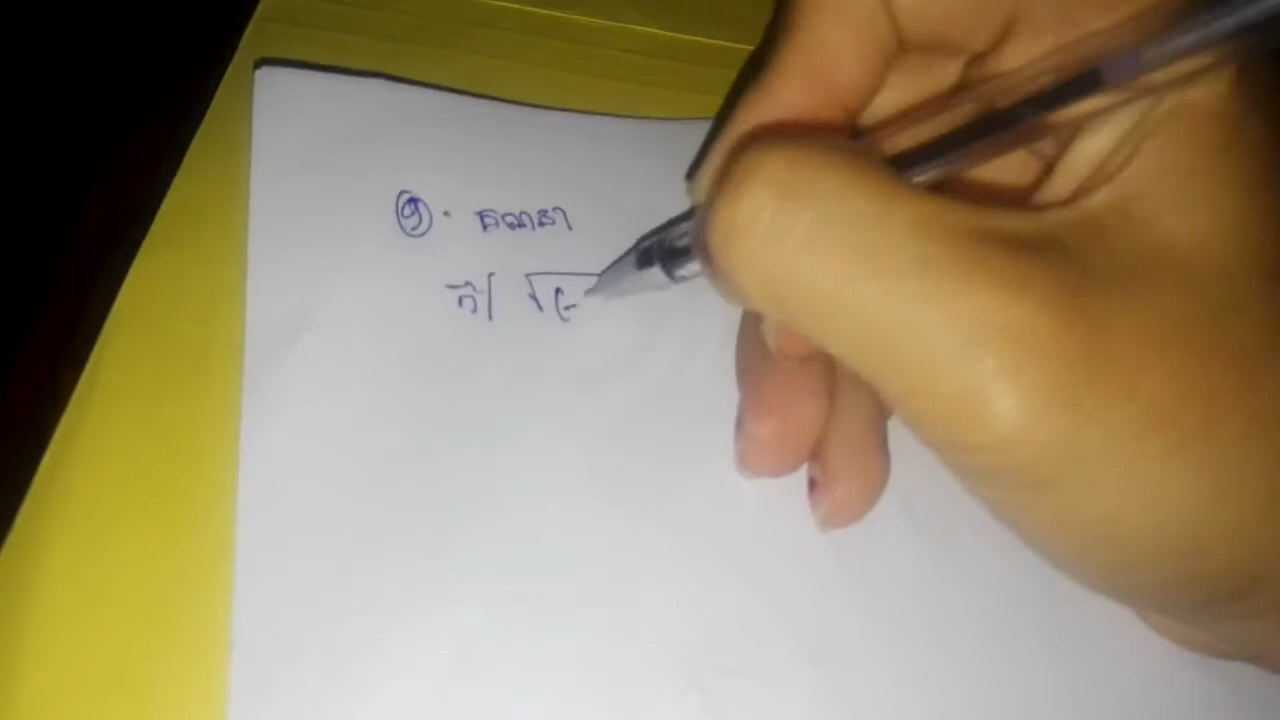 ១. គណនា
ក/ √(-